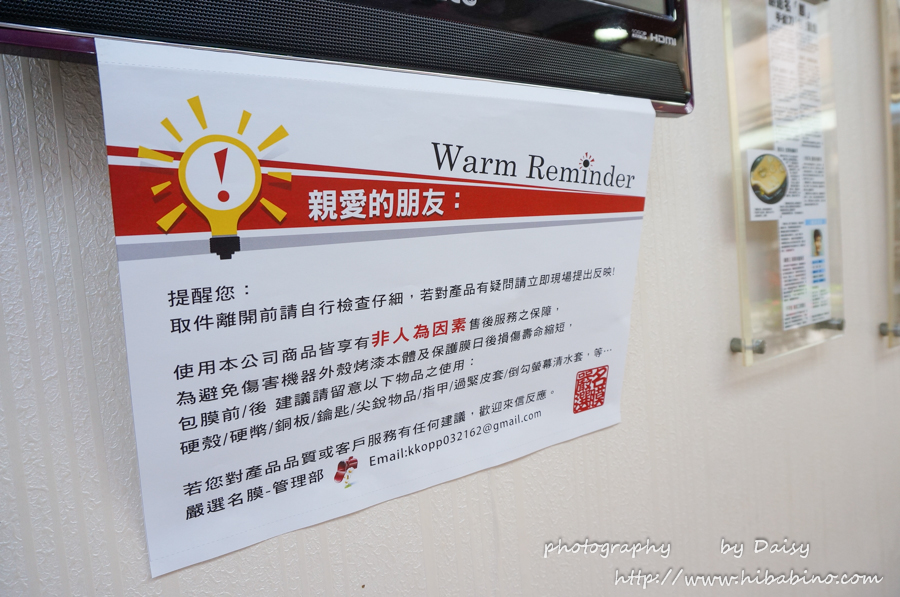 HDMI
Warm Reminder
親愛的朋友：
提醒您：
取件離開前請自行檢查仔細，若對產品有疑問請立即現場提出反映!
使用本公司商品皆享有非人為因素售後服務之保障，
為避免傷害機器外殼烤漆本體及保護膜日後損傷壽命縮短，
包膜前/後 建議請留意以下物品之使用：
硬殼/硬幣/銅板/鑰匙/尖銳物品/指甲/過緊皮套/倒勾螢幕清水套，等…
若您對產品品質或客戶服務有任何建議，歡迎來信反應。
嚴選名膜-管理部
Email:kkopp032162@gmail.com
photography by Daisy
http://www.hibabino.com